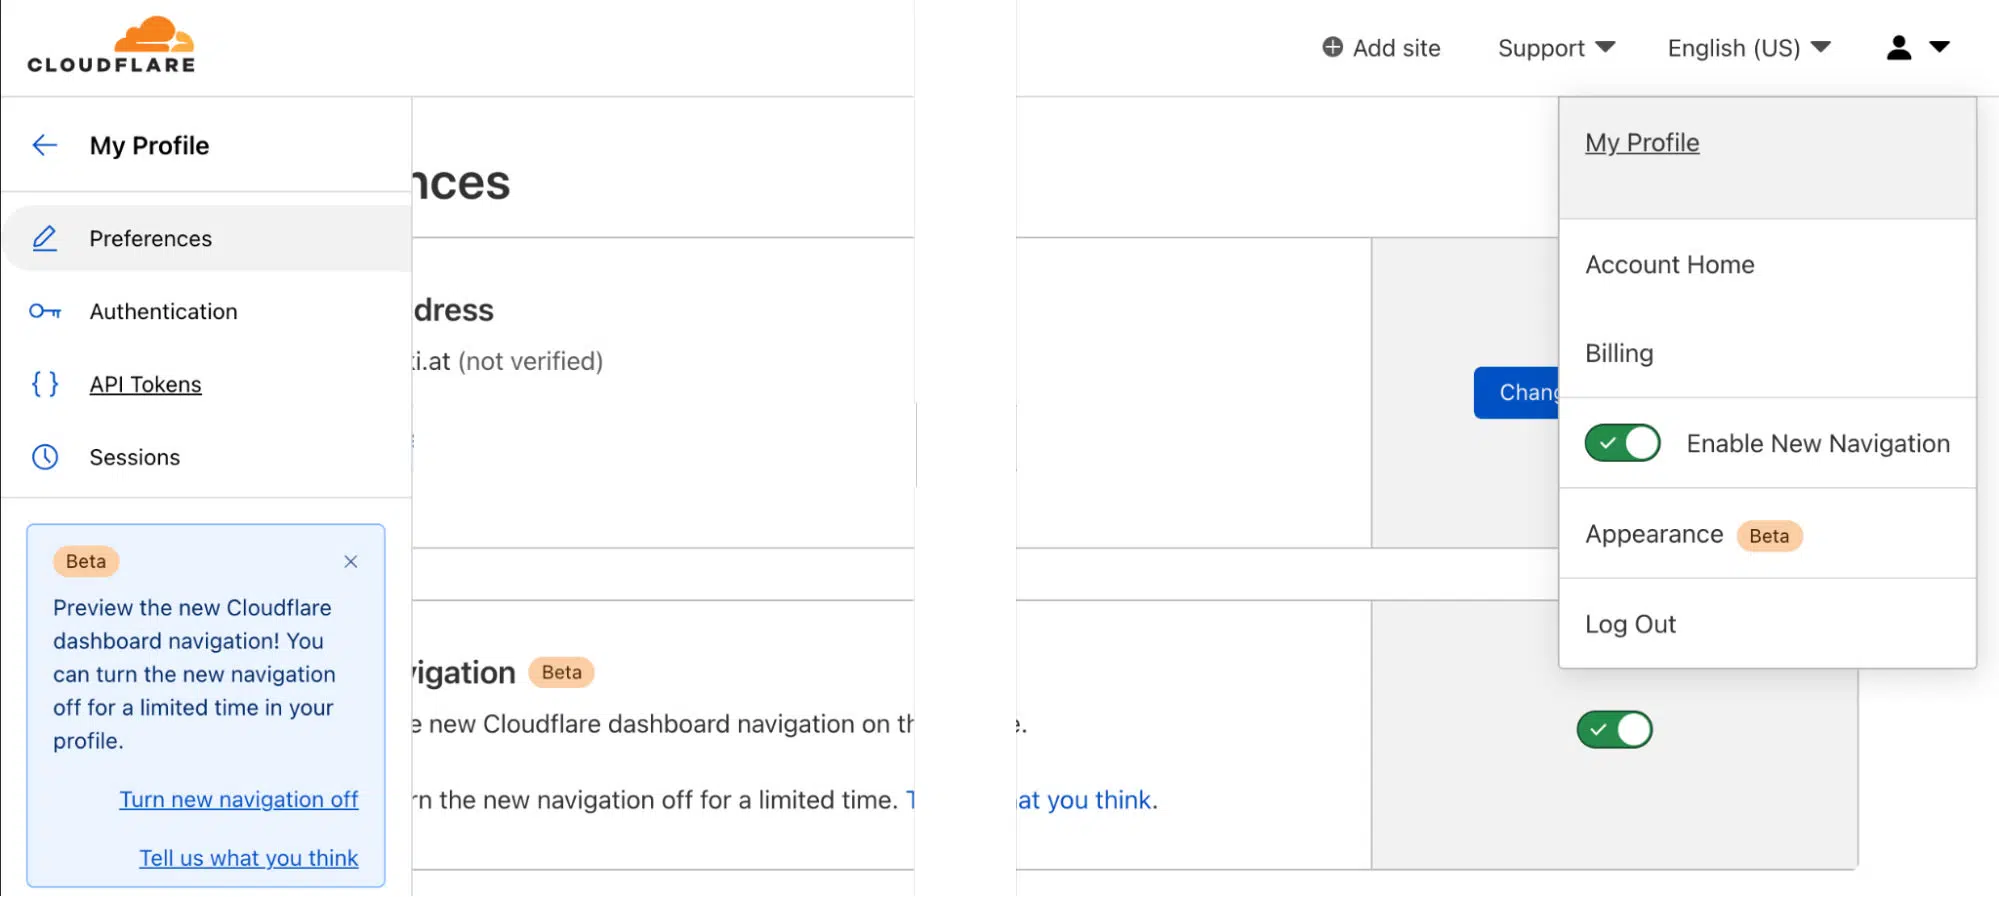 CLOUDFLARE
Add site
Support
English (US)
My Profile
Preferences
Authentication
API Tokens
Sessions
Beta
Preview the new Cloudflare
dashboard navigation! You
can turn the new navigation
off for a limited time in your
profile.
Turn new navigation off
Tell us what you think
nces
dress
i.at (not verified)
Chang
vigation Beta
e new Cloudflare dashboard navigation on th e.
rn the new navigation off for a limited time. T at you think.
My Profile
Account Home
Billing
Enable New Navigation
Appearance Beta
Log Out